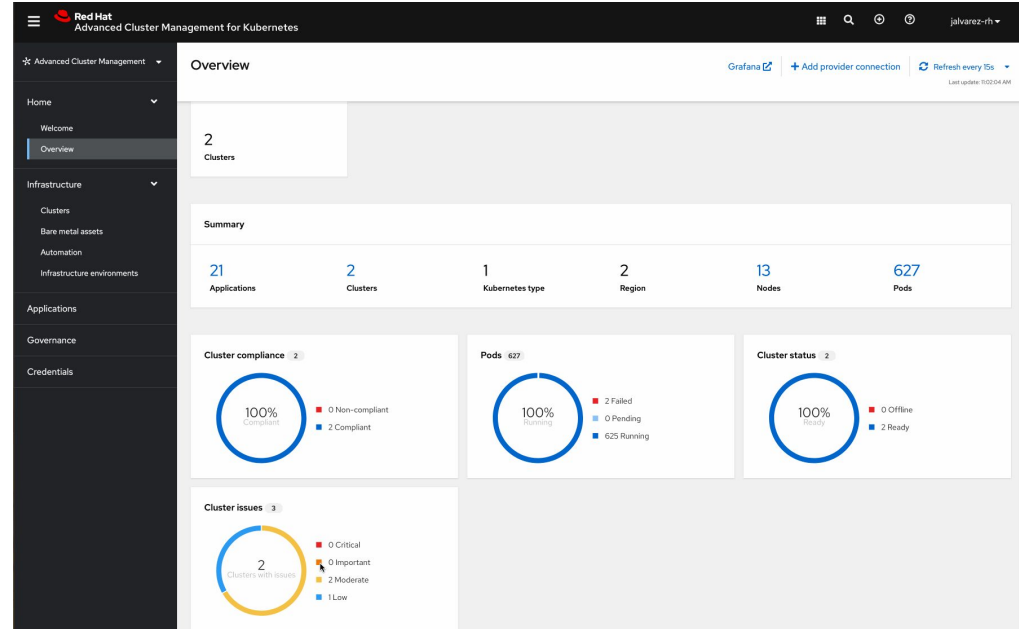 Red Hat
Advanced Cluster Management for Kubernetes
jalvarez-rh
Advanced Cluster Management
Home
Welcome
Overview
Infrastructure
Clusters
Bare metal assets
Automation
Infrastructure environments
Applications
Governance
Credentials
Overview
Grafana
Add provider connection
Refresh every 15s
Last update: 11:02:04 AM
2
Clusters
Summary
21
Applications
2
Clusters
1
Kubernetes type
2
Region
13
Nodes
627
Pods
Cluster compliance 2
100%
Compliant
0 Non-compliant
2 Compliant
Pods 627
100%
Running
2 Failed
0 Pending
625 Running
Cluster status 2
100%
Ready
0 Offline
2 Ready
Cluster issues 3
2
Clusters with issues
0 Critical
0 Important
2 Moderate
1 Low